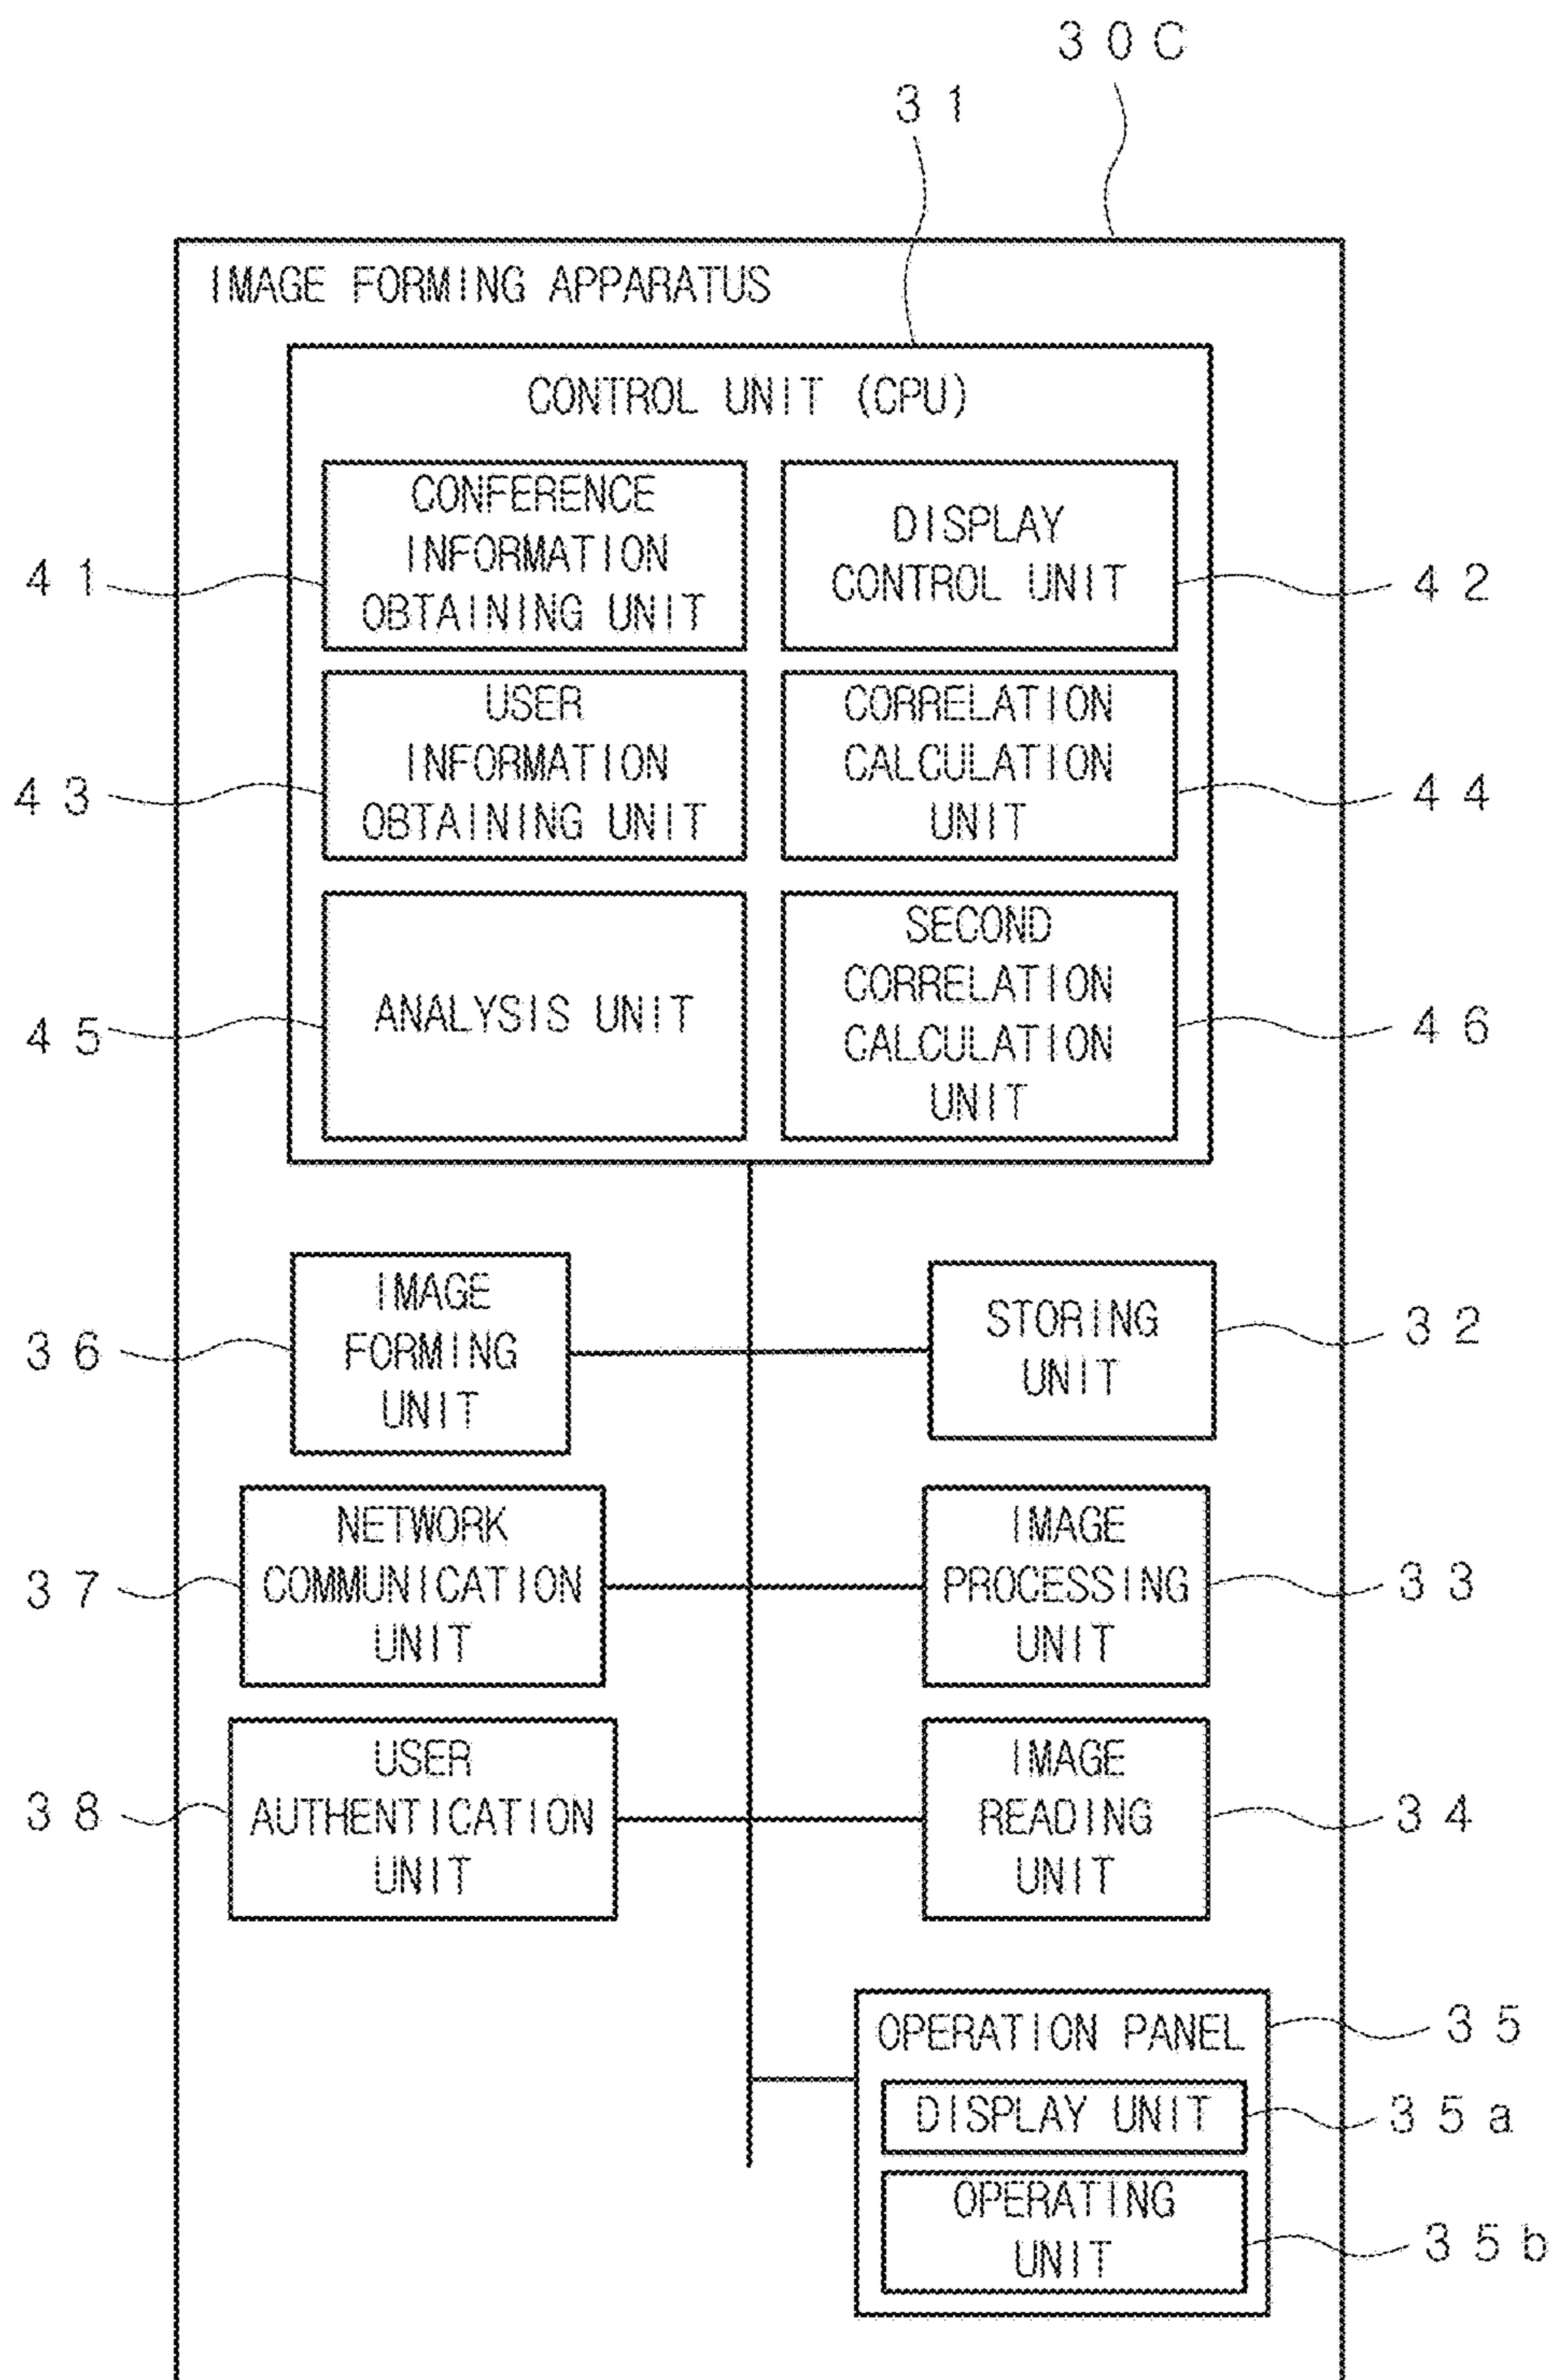 30C
31
IMAGE FORMING APPARATUS
CONTROL UNIT (CPU)
CONFERENCE
INFORMATION
OBTAINING UNIT
41
DISPLAY
CONTROL UNIT
42
USER
INFORMATION
OBTAINING UNIT
43
CORRELATION
CALCULATION
UNIT
44
ANALYSIS UNIT
45
SECOND
CORRELATION
CALCULATION
UNIT
46
IMAGE
FORMING
UNIT
36
STORING
UNIT
32
NETWORK
COMMUNICATION
UNIT
37
IMAGE
PROCESSING
UNIT
33
USER
AUTHENTICATION
UNIT
38
IMAGE
READING
UNIT
34
OPERATION PANEL
35
DISPLAY UNIT
35a
OPERATING
UNIT
35b